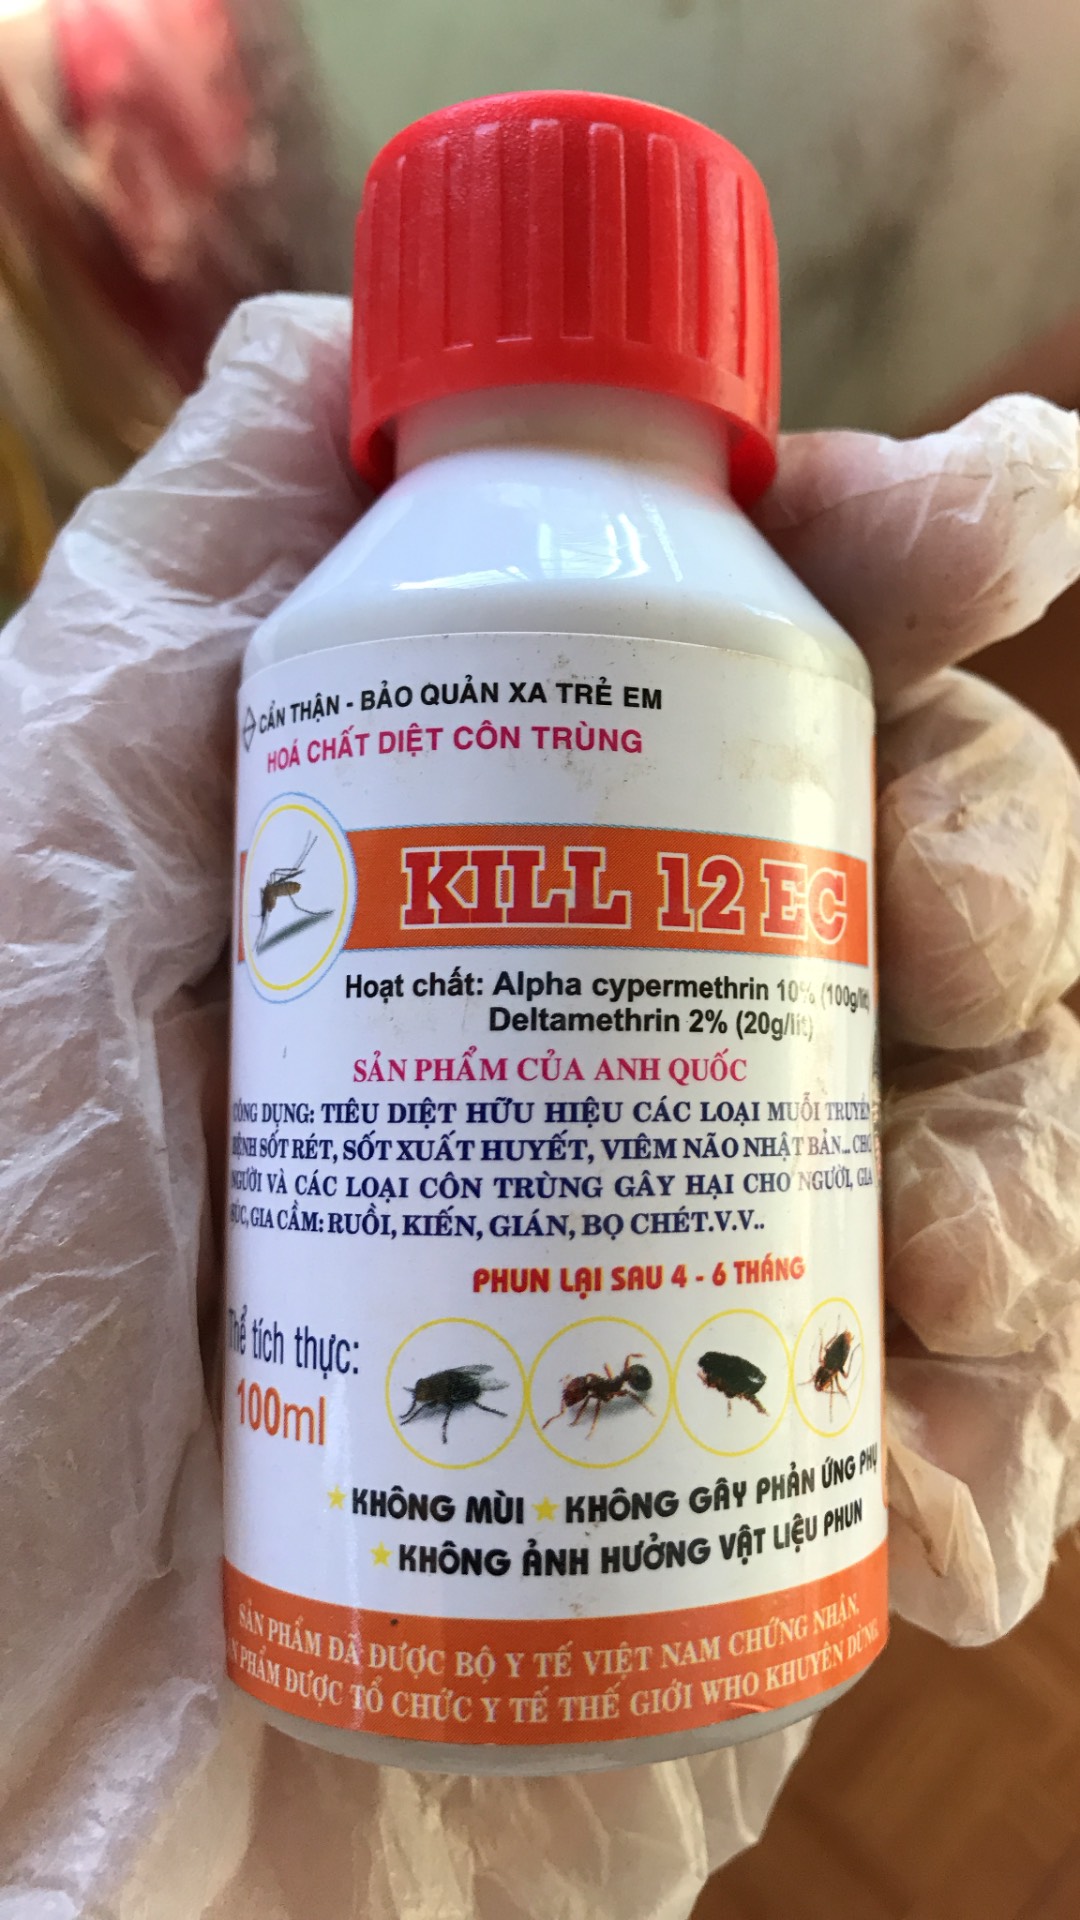 CẨN THẬN - BẢO QUẢN XA TRẺ EM
HOÁ CHẤT DIỆT CÔN TRÙNG
KILL 12 EC
Hoạt chất: Alpha cypermethrin 10% (100g/lít)
Deltamethrin 2% (20g/lít)
SẢN PHẨM CỦA ANH QUỐC
CÔNG DỤNG: TIÊU DIỆT HỮU HIỆU CÁC LOẠI MUỖI TRUYỀN
BỆNH SỐT RÉT, SỐT XUẤT HUYẾT, VIÊM NÃO NHẬT BẢN... CHO
NGƯỜI VÀ CÁC LOẠI CÔN TRÙNG GÂY HẠI CHO NGƯỜI, GIA
SÚC, GIA CẦM: RUỒI, KIẾN, GIÁN, BỌ CHÉT.V.V..
PHUN LẠI SAU 4 - 6 THÁNG
Thể tích thực:
100ml
KHÔNG MÙI KHÔNG GÂY PHẢN ỨNG PHỤ
KHÔNG ẢNH HƯỞNG VẬT LIỆU PHUN
SẢN PHẨM ĐÃ ĐƯỢC BỘ Y TẾ VIỆT NAM CHỨNG NHẬN,
PHẨM ĐƯỢC TỔ CHỨC Y TẾ THẾ GIỚI WHO KHUYÊN DÙNG